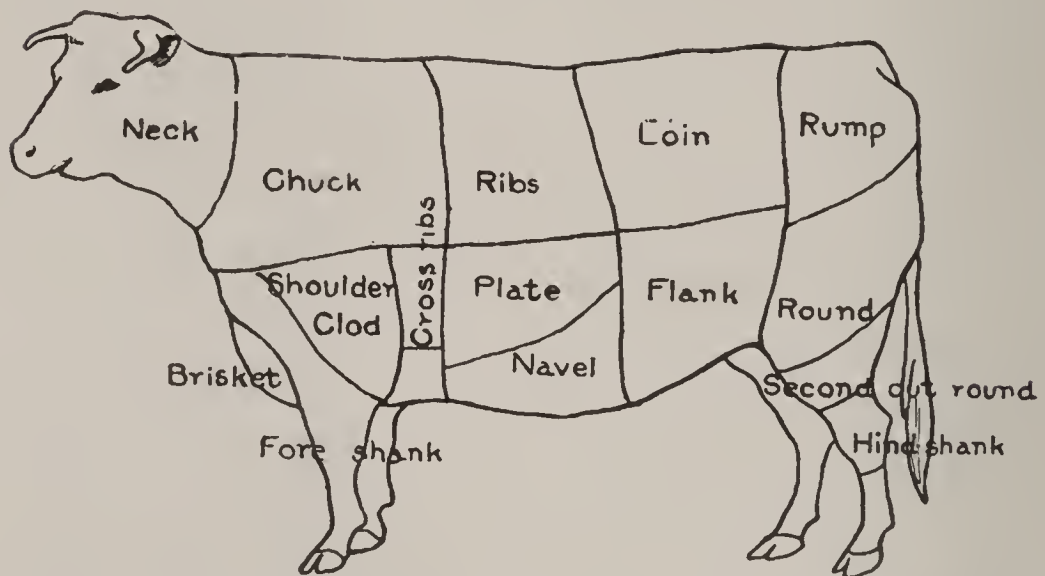 Neck
Chuck
Ribs
Loin
Rump
Cross ribs
Shoulder
Clod
Plate
Flank
Round
Brisket
Navel
Second cut round
Fore shank
Hind shank